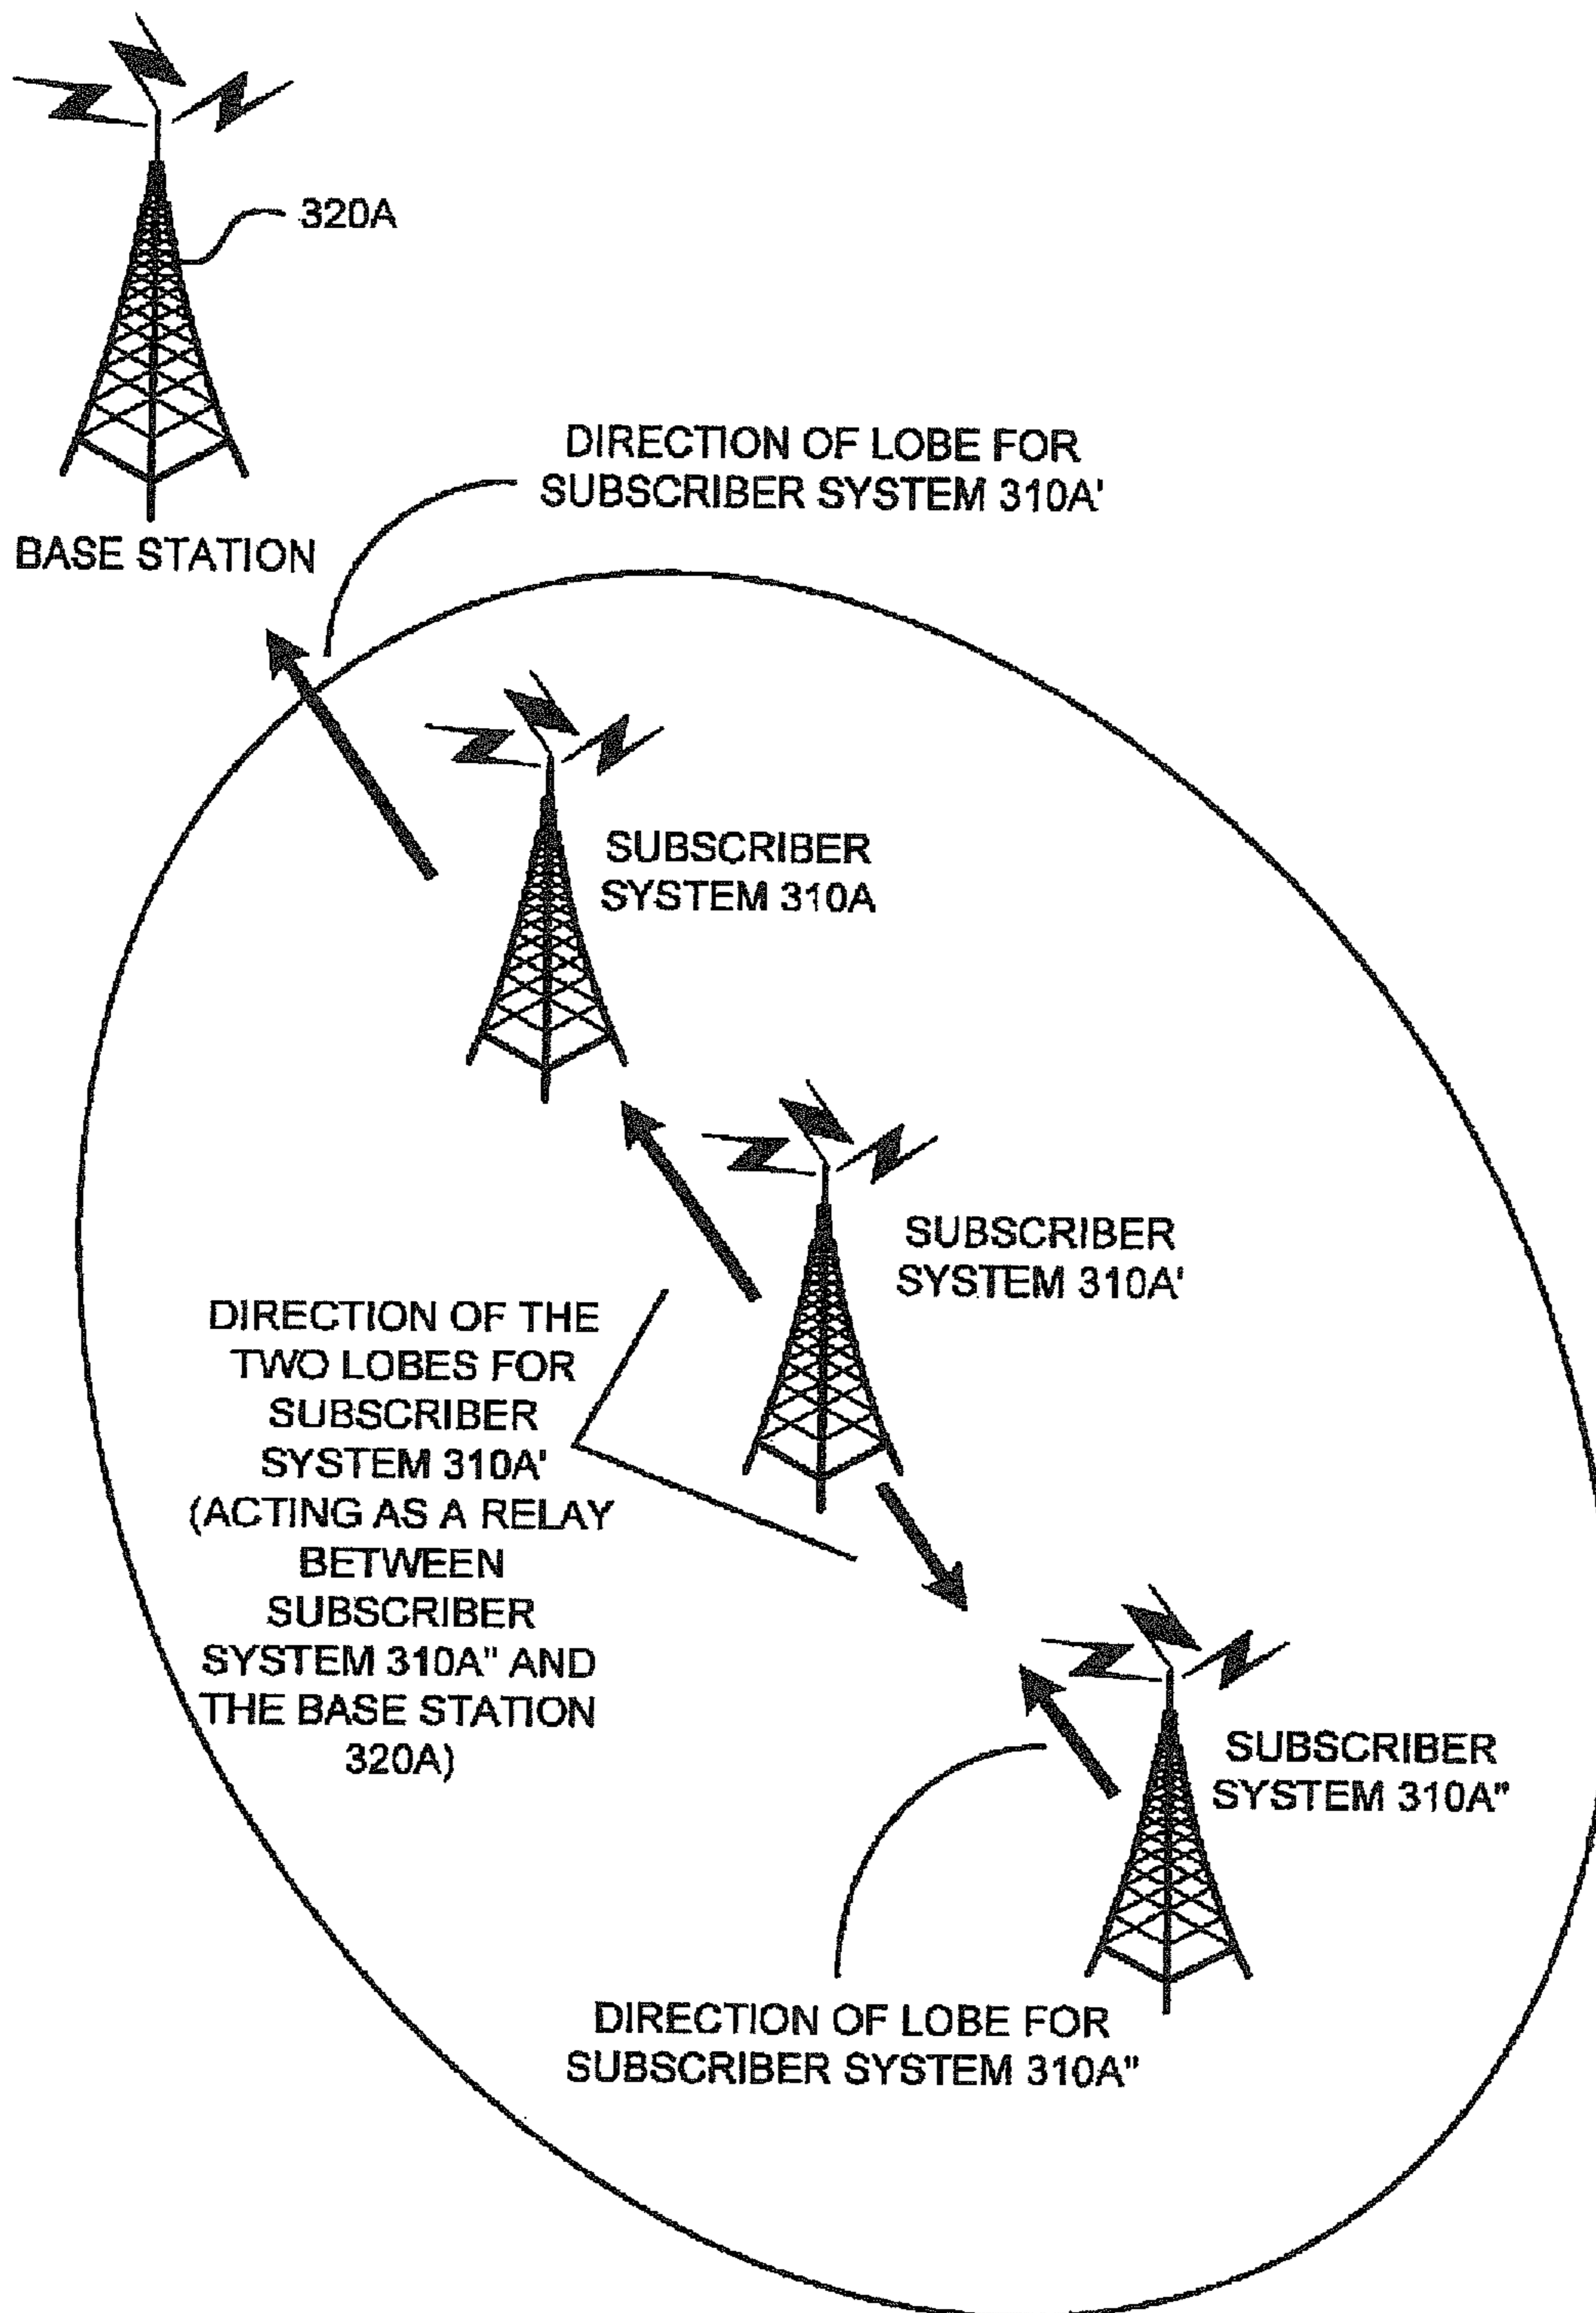 320A
BASE STATION
DIRECTION OF LOBE FOR
SUBSCRIBER SYSTEM 310A'
SUBSCRIBER
SYSTEM 310A
SUBSCRIBER
SYSTEM 310A'
DIRECTION OF THE
TWO LOBES FOR
SUBSCRIBER
SYSTEM 310A'
(ACTING AS A RELAY
BETWEEN
SUBSCRIBER
SYSTEM 310A" AND
THE BASE STATION
320A)
SUBSCRIBER
SYSTEM 310A"
DIRECTION OF LOBE FOR
SUBSCRIBER SYSTEM 310A"